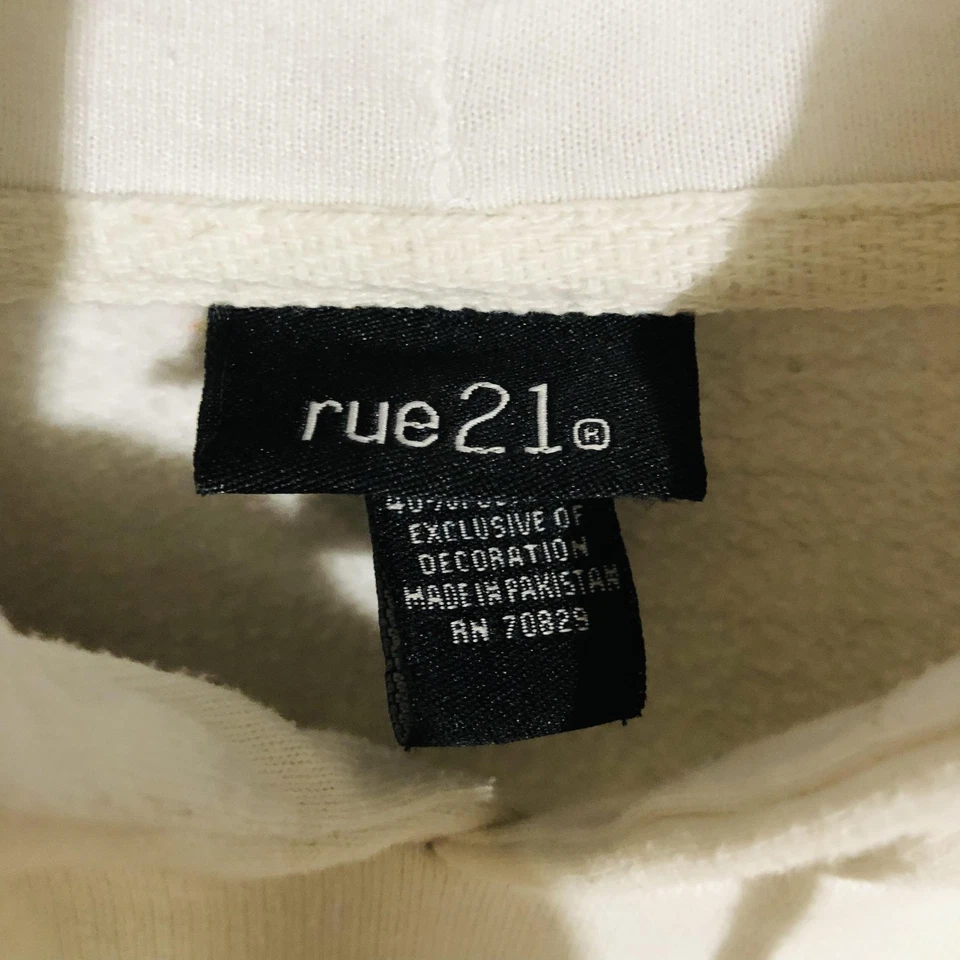 rue21®
EXCLUSIVE OF
DECORATION
MADE IN PAKISTAN
RN 70829